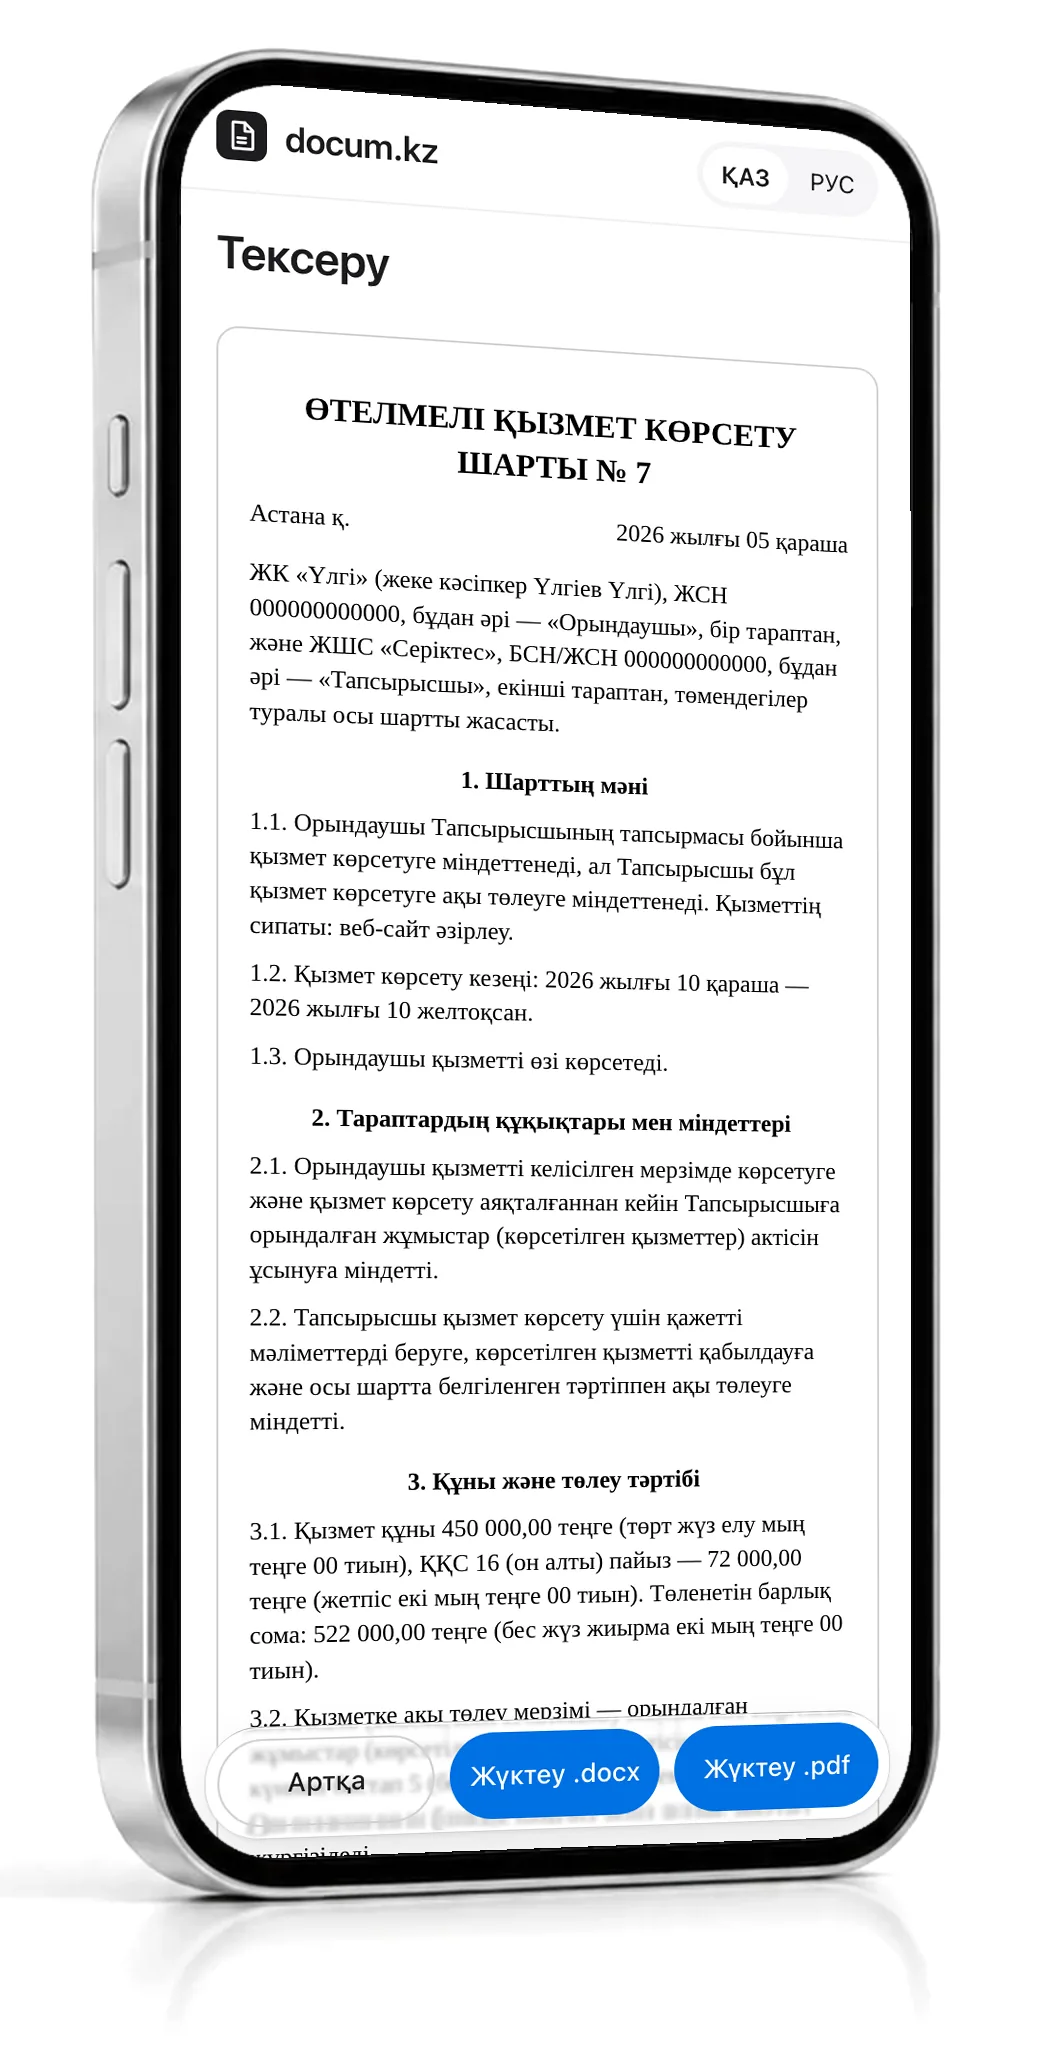 docum.kz
ҚАЗ РУС
Тексеру
ӨТЕЛМЕЛІ ҚЫЗМЕТ КӨРСЕТУ
ШАРТЫ № 7
Астана қ. 2026 жылғы 05 қараша
ЖК «Үлгі» (жеке кәсіпкер Үлгіев Үлгі), ЖСН
000000000000, бұдан әрі — «Орындаушы», бір тараптан,
және ЖШС «Серіктес», БСН/ЖСН 000000000000, бұдан
әрі — «Тапсырысшы», екінші тараптан, төмендегілер
туралы осы шартты жасасты.
1. Шарттың мәні
1.1. Орындаушы Тапсырысшының тапсырмасы бойынша
қызмет көрсетуге міндеттенеді, ал Тапсырысшы бұл
қызмет көрсетуге ақы төлеуге міндеттенеді. Қызметтің
сипаты: веб-сайт әзірлеу.
1.2. Қызмет көрсету кезеңі: 2026 жылғы 10 қараша —
2026 жылғы 10 желтоқсан.
1.3. Орындаушы қызметті өзі көрсетеді.
2. Тараптардың құқықтары мен міндеттері
2.1. Орындаушы қызметті келісілген мерзімде көрсетуге
және қызмет көрсету аяқталғаннан кейін Тапсырысшыға
орындалған жұмыстар (көрсетілген қызметтер) актісін
ұсынуға міндетті.
2.2. Тапсырысшы қызмет көрсету үшін қажетті
мәліметтерді беруге, көрсетілген қызметті қабылдауға
және осы шартта белгіленген тәртіппен ақы төлеуге
міндетті.
3. Құны және төлеу тәртібі
3.1. Қызмет құны 450 000,00 теңге (төрт жүз елу мың
теңге 00 тиын), ҚҚС 16 (он алты) пайыз — 72 000,00
теңге (жетпіс екі мың теңге 00 тиын). Төленетін барлық
сома: 522 000,00 теңге (бес жүз жиырма екі мың теңге 00
тиын).
3.2. Қызметке ақы төлеу мерзімі — орындалған
Артқа Жүктеу .docx Жүктеу .pdf